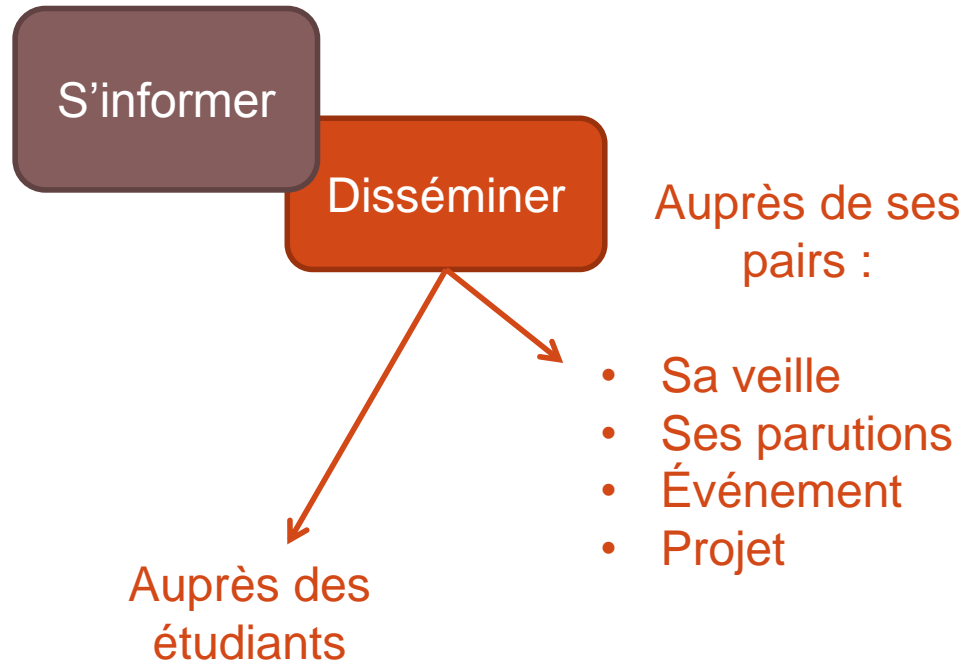 S’informer
Disséminer
Auprès de ses
pairs :
• Sa veille
• Ses parutions
• Événement
• Projet
Auprès des
étudiants